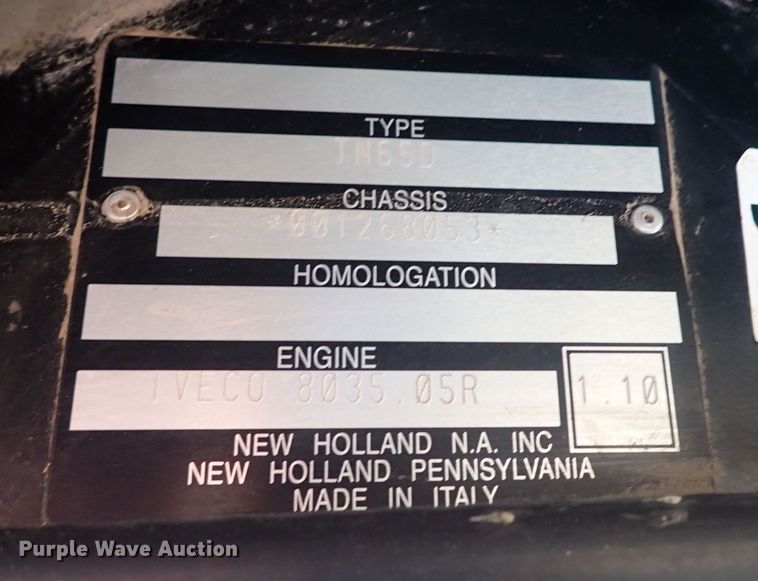 TYPE
TN65D
CHASSIS
*001268053*
HOMOLOGATION
ENGINE
IVECO 8035.05R
1.10
NEW HOLLAND N.A. INC
NEW HOLLAND PENNSYLVANIA
MADE IN ITALY
Purple Wave Auction